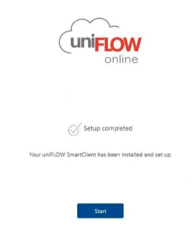 uniFLOW
online
Setup completed
Your uniFLOW SmartClient has been installed and set up.
Start